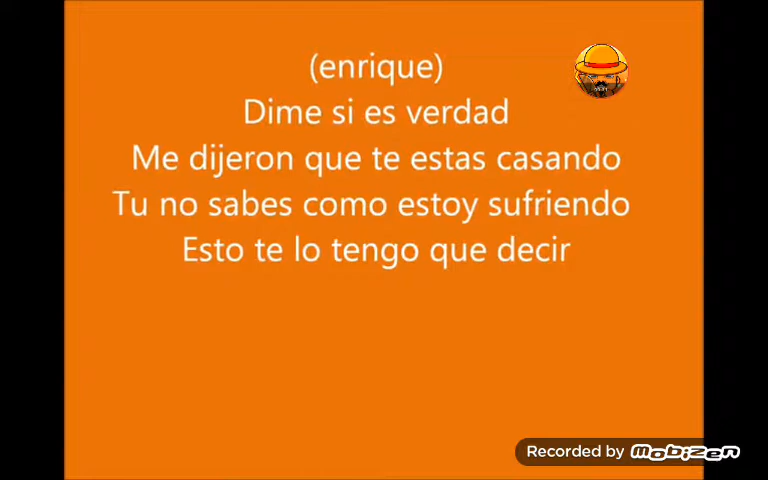 (enrique)
Dime si es verdad
Me dijeron que te estas casando
Tu no sabes como estoy sufriendo
Esto te lo tengo que decir
Recorded by Mobizen